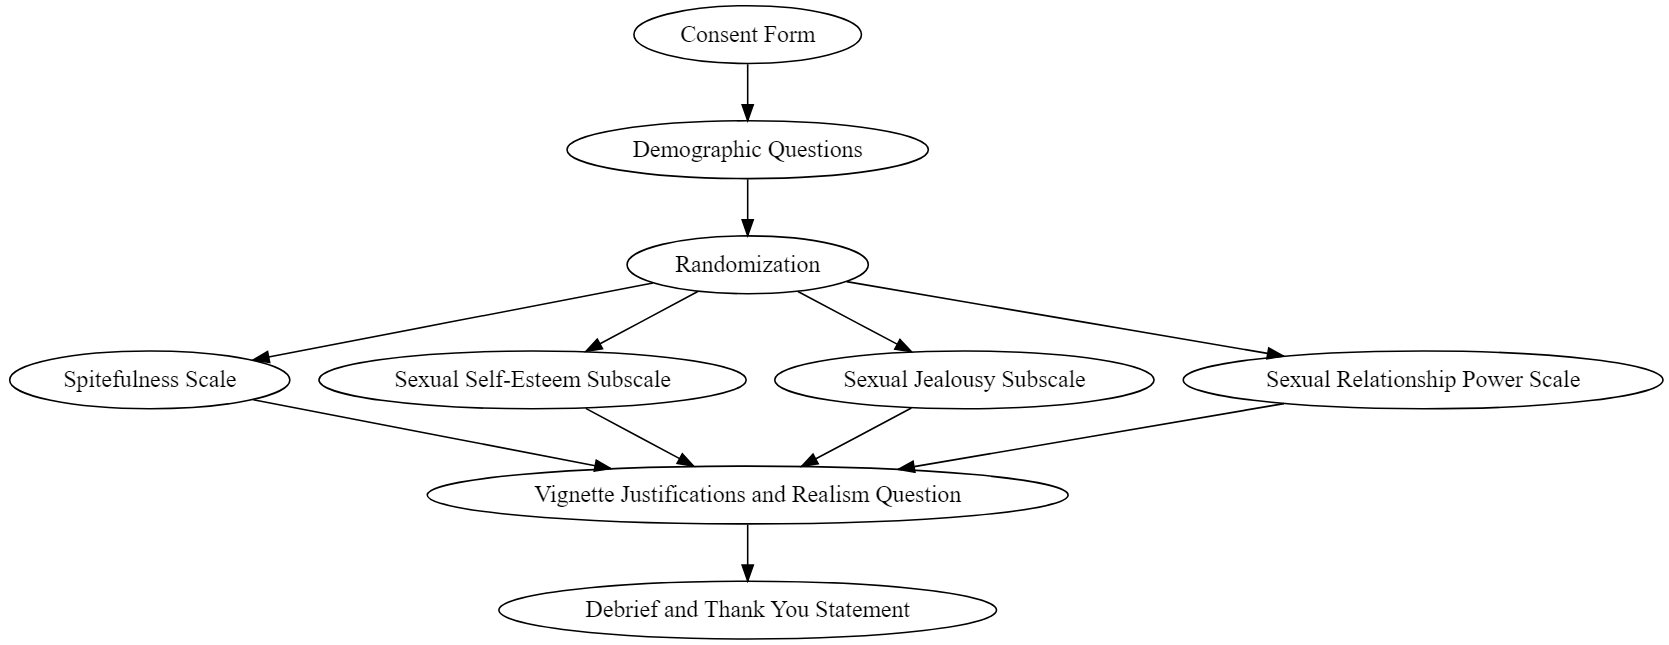 Consent Form
Demographic Questions
Randomization
Spitefulness Scale
Sexual Self-Esteem Subscale
Sexual Jealousy Subscale
Sexual Relationship Power Scale
Vignette Justifications and Realism Question
Debrief and Thank You Statement